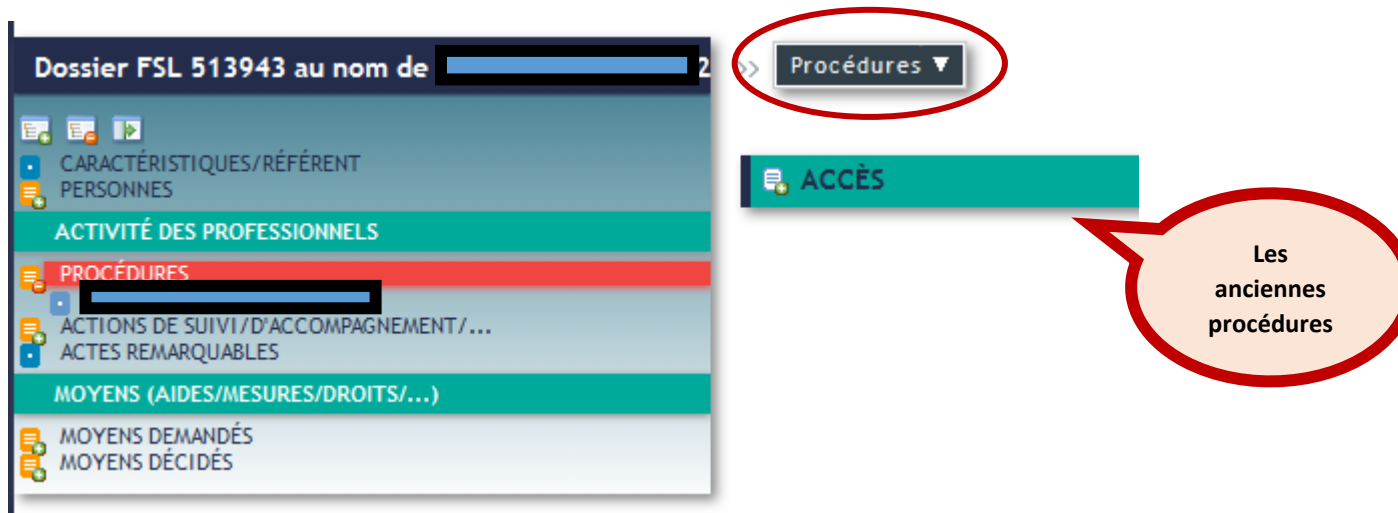 Dossier FSL 513943 au nom de 2
>> Procédures ▼
CARACTÉRISTIQUES/RÉFÉRENT
PERSONNES
ACTIVITÉ DES PROFESSIONNELS
PROCÉDURES
ACTIONS DE SUIVI/D'ACCOMPAGNEMENT/...
ACTES REMARQUABLES
MOYENS (AIDES/MESURES/DROITS/...)
MOYENS DEMANDÉS
MOYENS DÉCIDÉS
ACCÈS
Les
anciennes
procédures